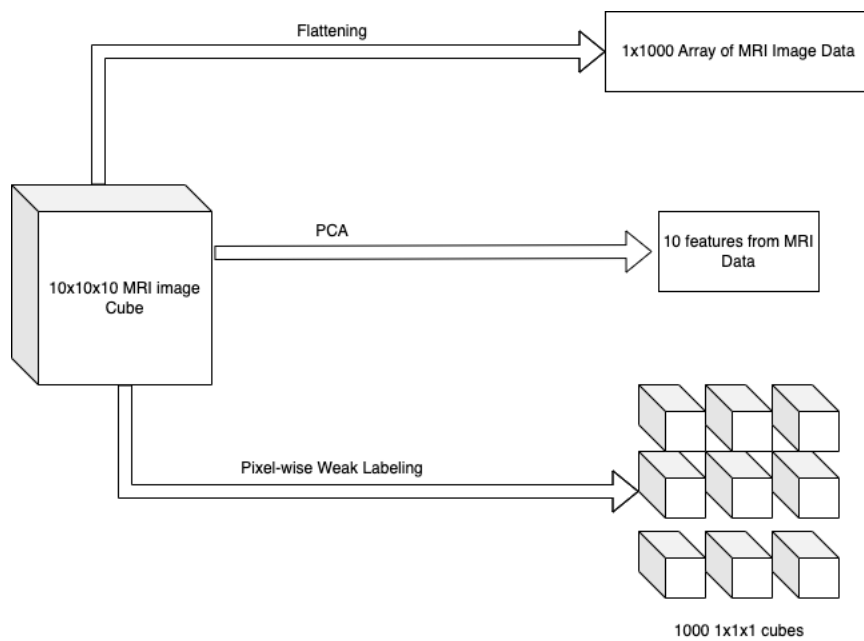 Flattening
1x1000 Array of MRI Image Data
PCA
10 features from MRI
Data
10x10x10 MRI image
Cube
Pixel-wise Weak Labeling
1000 1x1x1 cubes